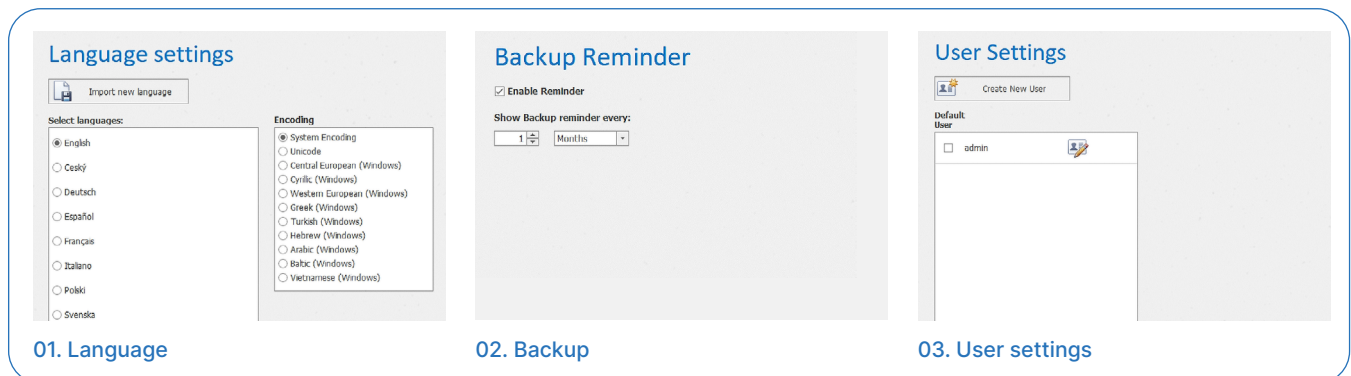 Language settings
Import new language
Select languages:
English
Český
Deutsch
Español
Français
Italiano
Polski
Svenska
Encoding
System Encoding
Unicode
Central European (Windows)
Cyrilic (Windows)
Western European (Windows)
Greek (Windows)
Turkish (Windows)
Hebrew (Windows)
Arabic (Windows)
Baltic (Windows)
Vietnamese (Windows)
01. Language
Backup Reminder
Enable Reminder
Show Backup reminder every:
1 Months
02. Backup
User Settings
Create New User
Default
User
admin
03. User settings